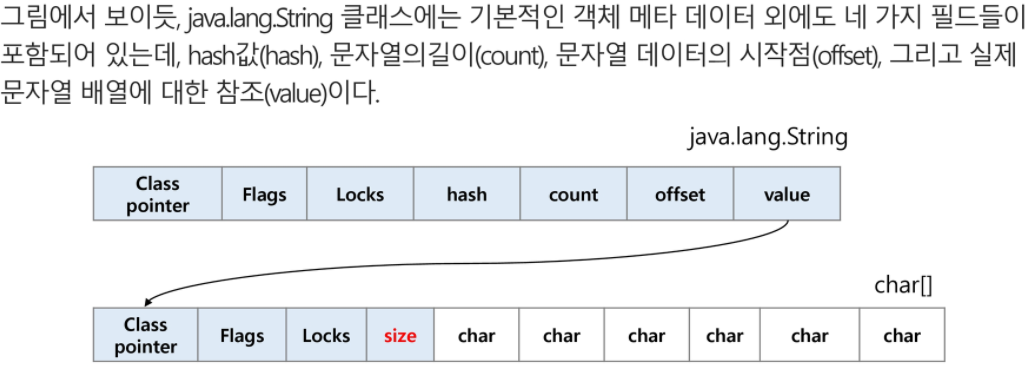 그림에서 보이듯, java.lang.String 클래스에는 기본적인 객체 메타 데이터 외에도 네 가지 필드들이
포함되어 있는데, hash값(hash), 문자열의길이(count), 문자열 데이터의 시작점(offset), 그리고 실제
문자열 배열에 대한 참조(value)이다.
java.lang.String
Class pointer Flags Locks hash count offset value
char[]
Class pointer Flags Locks size char char char char char char